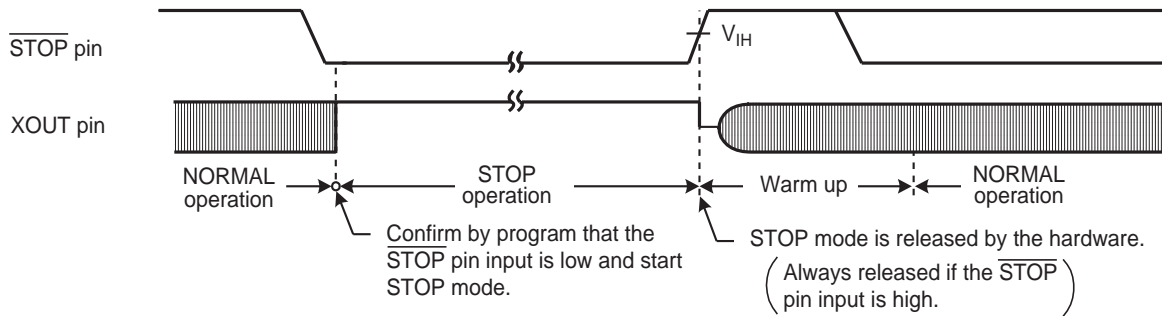 STOP pin
VIH
XOUT pin
NORMAL operation
STOP operation
Warm up
NORMAL operation
Confirm by program that the
STOP pin input is low and start
STOP mode.
STOP mode is released by the hardware.
(Always released if the STOP
pin input is high.)